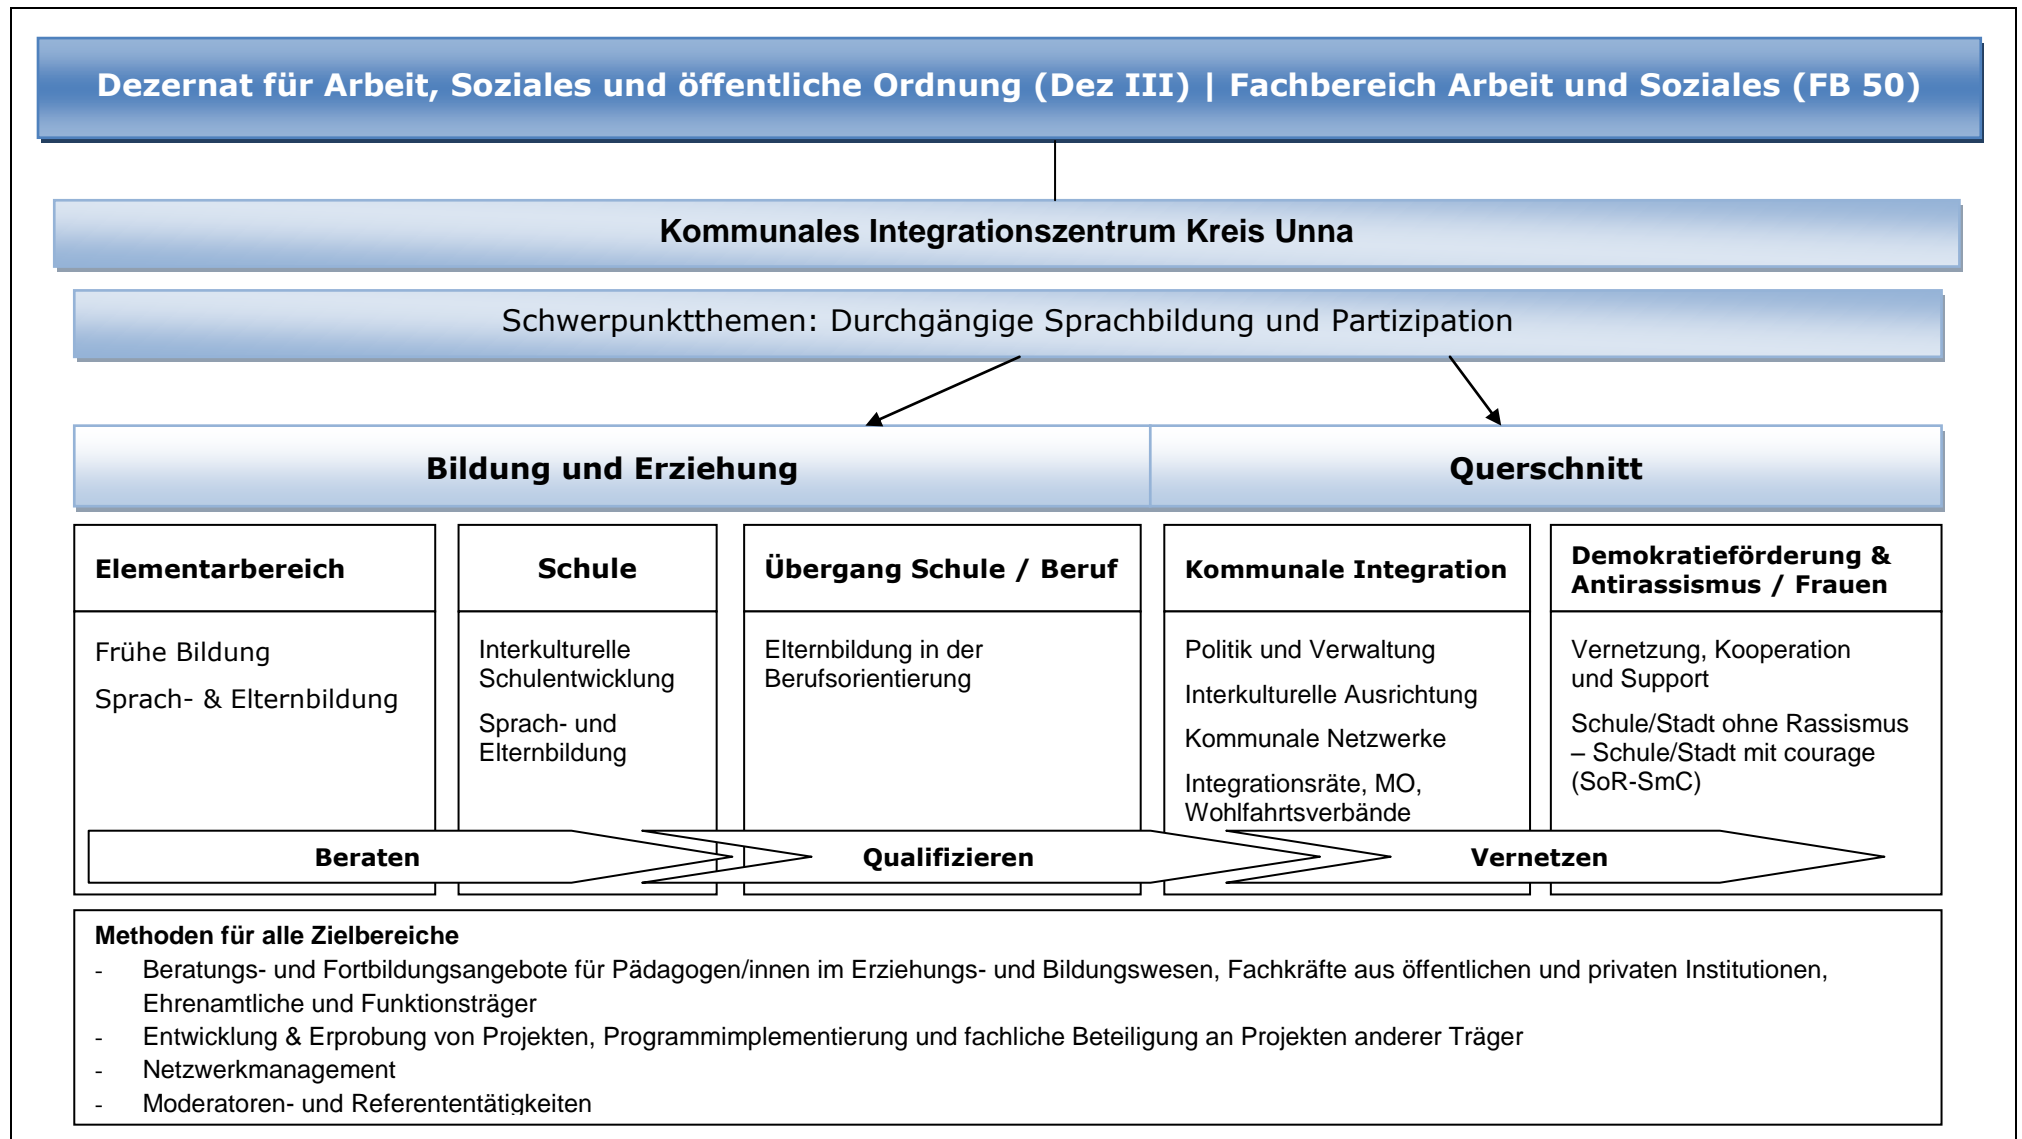 Dezernat für Arbeit, Soziales und öffentliche Ordnung (Dez III) | Fachbereich Arbeit und Soziales (FB 50)
Kommunales Integrationszentrum Kreis Unna
Schwerpunktthemen: Durchgängige Sprachbildung und Partizipation
Bildung und Erziehung
Querschnitt
Elementarbereich
Frühe Bildung
Sprach- & Elternbildung
Schule
Interkulturelle
Schulentwicklung
Sprach- und
Elternbildung
Übergang Schule / Beruf
Elternbildung in der
Berufsorientierung
Kommunale Integration
Politik und Verwaltung
Interkulturelle Ausrichtung
Kommunale Netzwerke
Integrationsräte, MO,
Wohlfahrtsverbände
Demokratieförderung &
Antirassismus / Frauen
Vernetzung, Kooperation
und Support
Schule/Stadt ohne Rassismus
– Schule/Stadt mit courage
(SoR-SmC)
Beraten
Qualifizieren
Vernetzen
Methoden für alle Zielbereiche
- Beratungs- und Fortbildungsangebote für Pädagogen/innen im Erziehungs- und Bildungswesen, Fachkräfte aus öffentlichen und privaten Institutionen,
Ehrenamtliche und Funktionsträger
- Entwicklung & Erprobung von Projekten, Programmimplementierung und fachliche Beteiligung an Projekten anderer Träger
- Netzwerkmanagement
- Moderatoren- und Referententätigkeiten